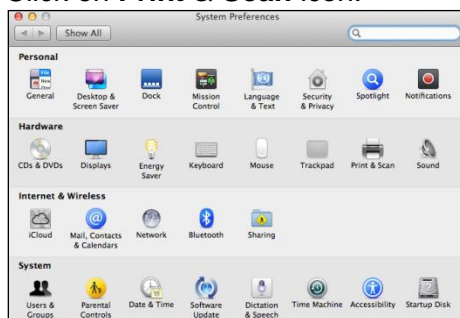 Click on Print & Scan icon.
System Preferences
Show All
Personal
General
Desktop &
Screen Saver
Dock
Mission
Control
Language
& Text
Security
& Privacy
Spotlight
Notifications
Hardware
CDs & DVDs
Displays
Energy
Saver
Keyboard
Mouse
Trackpad
Print & Scan
Sound
Internet & Wireless
iCloud
Mail, Contacts
& Calendars
Network
Bluetooth
Sharing
System
Users &
Groups
Parental
Controls
Date & Time
Software
Update
Dictation
& Speech
Time Machine
Accessibility
Startup Disk